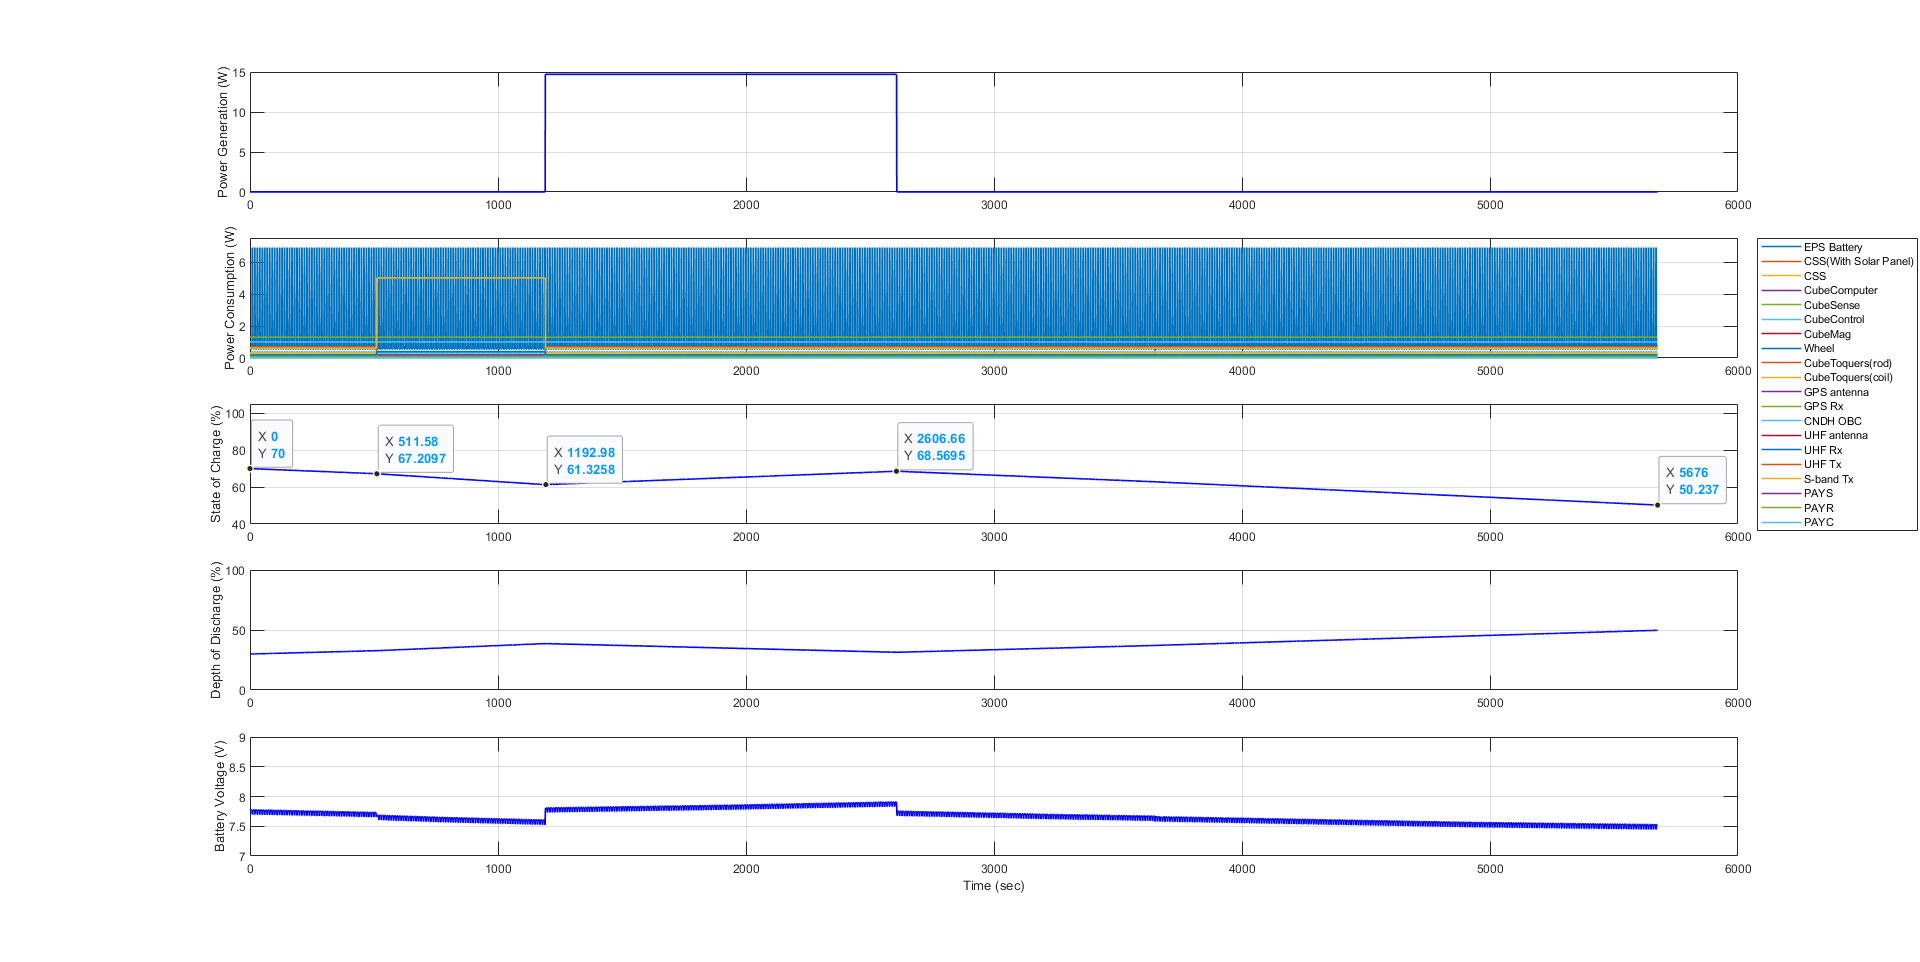 Power Generation (W)
15
10
5
0
0 1000 2000 3000 4000 5000 6000
Power Consumption (W)
6
4
2
0
0 1000 2000 3000 4000 5000 6000
EPS Battery
CSS(With Solar Panel)
CSS
CubeComputer
CubeSense
CubeControl
CubeMag
Wheel
CubeToquers(rod)
CubeToquers(coil)
GPS antenna
GPS Rx
CNDH OBC
UHF antenna
UHF Rx
UHF Tx
S-band Tx
PAYS
PAYR
PAYC
State of Charge (%)
100
80
60
40
X 0
Y 70
X 511.58
Y 67.2097
X 1192.98
Y 61.3258
X 2606.66
Y 68.5695
X 5676
Y 50.237
0 1000 2000 3000 4000 5000 6000
Depth of Discharge (%)
100
50
0
0 1000 2000 3000 4000 5000 6000
Battery Voltage (V)
9
8.5
8
7.5
7
0 1000 2000 3000 4000 5000 6000
Time (sec)